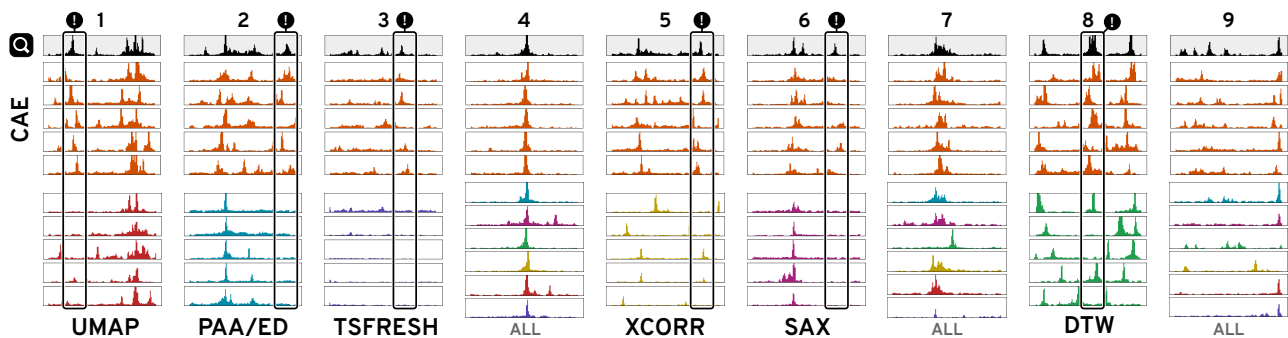 1 2 3 4 5 6 7 8 9
! ! ! ! ! !
CAE
UMAP PAA/ED TSFRESH ALL XCORR SAX ALL DTW ALL